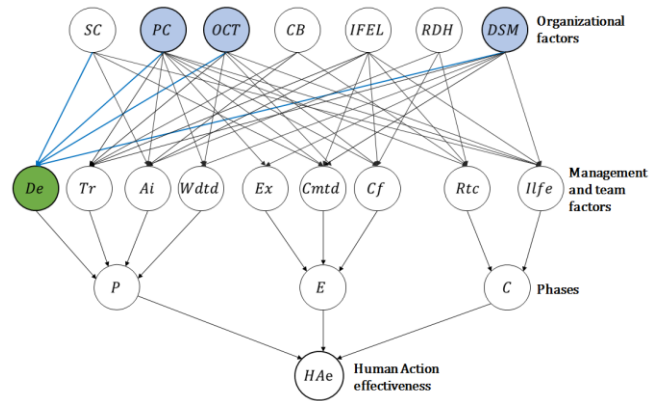 SC PC OCT CB IFEL RDH DSM
Organizational
factors
De Tr Ai Wdtd Ex Cmtd Cf Rtc Ilfe
Management
and team
factors
P E C Phases
HAe
Human Action
effectiveness